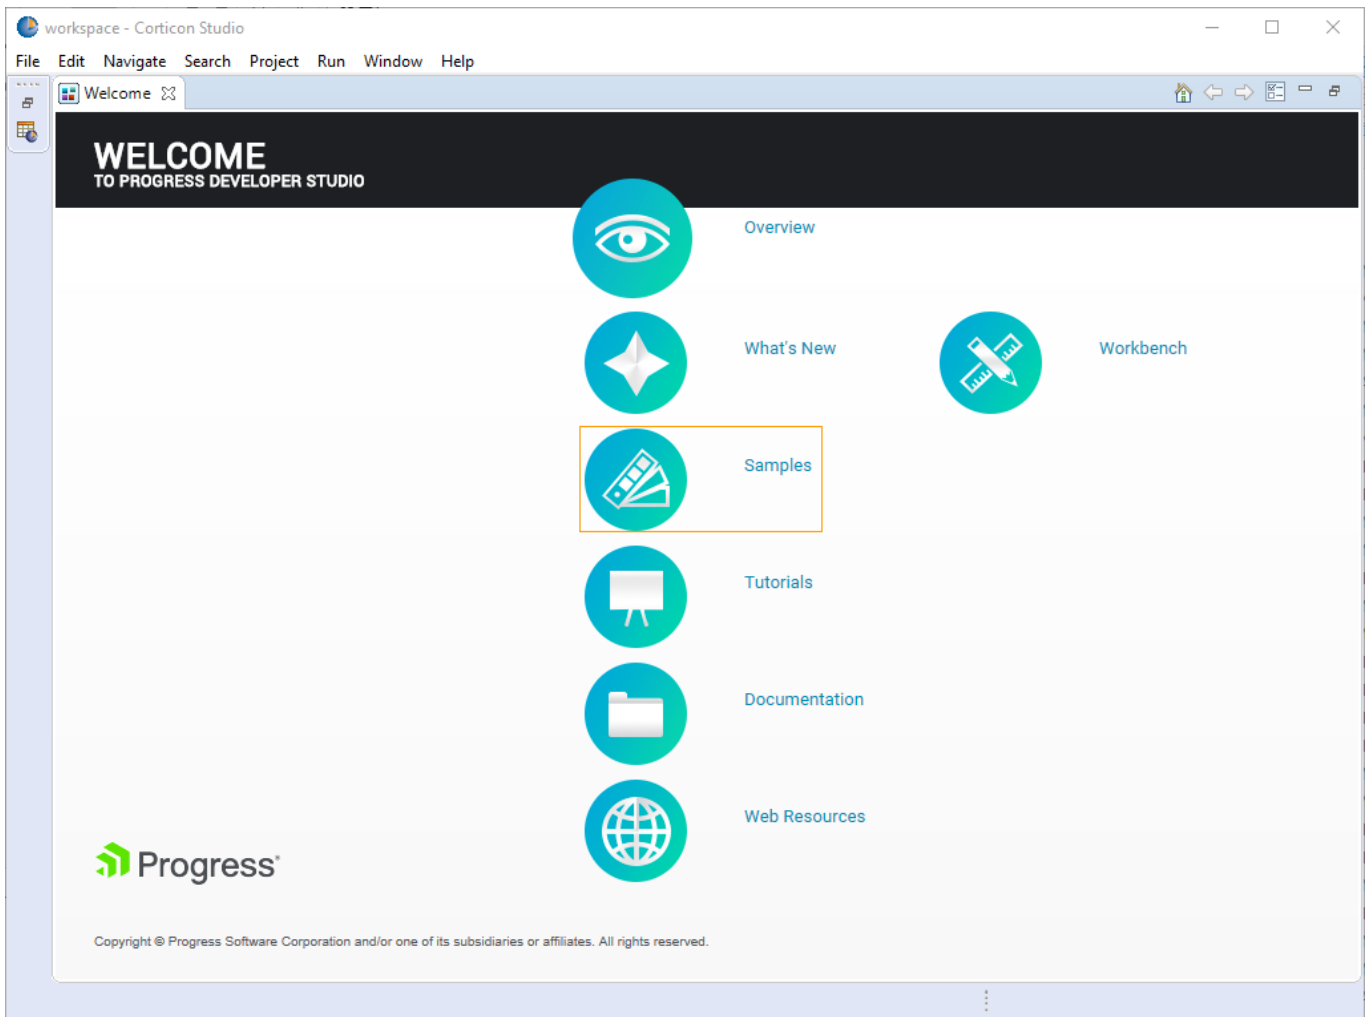 workspace - Corticon Studio
File Edit Navigate Search Project Run Window Help
Welcome
WELCOME
TO PROGRESS DEVELOPER STUDIO
Overview
What's New
Workbench
Samples
Tutorials
Documentation
Web Resources
Progress®
Copyright © Progress Software Corporation and/or one of its subsidiaries or affiliates. All rights reserved.